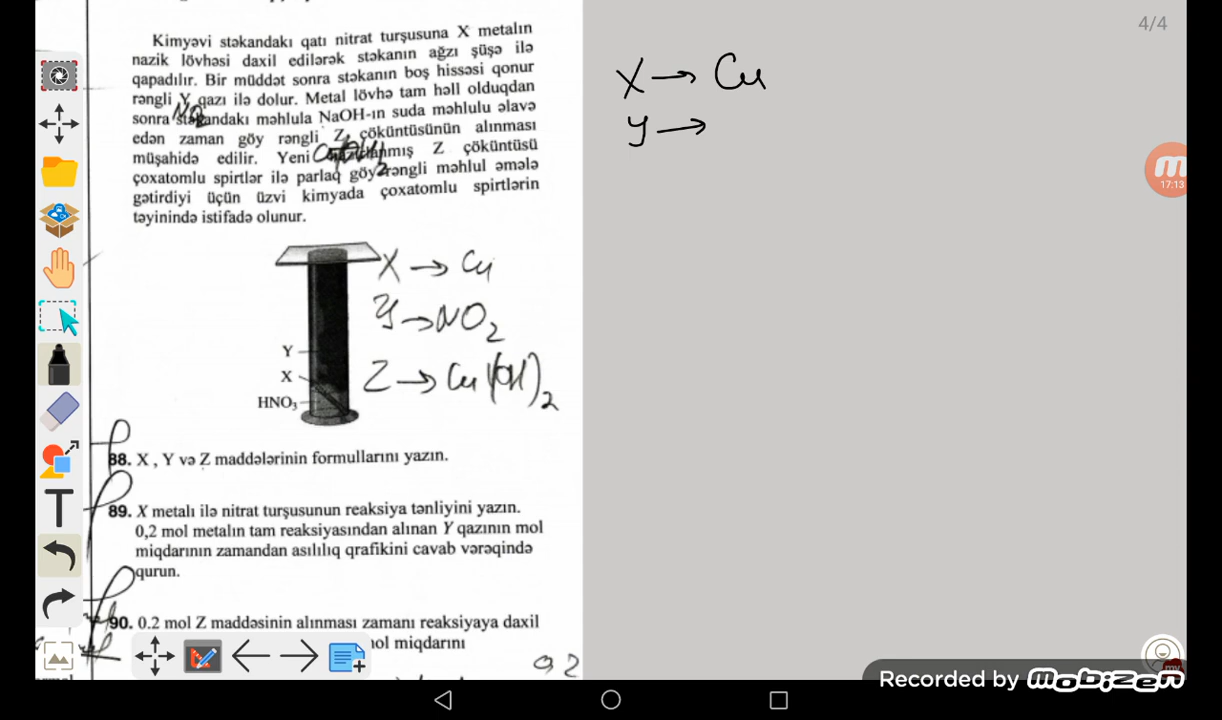 4/4
Kimyəvi stəkandakı qatı nitrat turşusuna X metalın
nazik lövhəsi daxil edilərək stəkanın ağzı şüşə ilə
qapadılır. Bir müddət sonra stəkanın boş hissəsi qonur
rəngli Y qazı ilə dolur. Metal lövhə tam həll olduqdan
NO2
sonra stəkandakı məhlula NaOH-ın suda məhlulu əlavə
edən zaman göy rəngli Z çöküntüsünün alınması
müşahidə edilir. Yeni hazırlanmış Z çöküntüsü
çoxatomlu spirtlər ilə parlaq göy rəngli məhlul əmələ
gətirdiyi üçün üzvi kimyada çoxatomlu spirtlərin
təyinində istifadə olunur.
X → Cu
Y → NO2
Z → Cu(OH)2
Y
X
HNO3
88. X , Y və Z maddələrinin formullarını yazın.
89. X metalı ilə nitrat turşusunun reaksiya tənliyini yazın.
0,2 mol metalın tam reaksiyasından alınan Y qazının mol
miqdarının zamandan asılılıq qrafikini cavab vərəqində
qurun.
90. 0.2 mol Z maddəsinin alınması zamanı reaksiyaya daxil
mol miqdarını
92
X → Cu
Y →
T
17:13
Recorded by mobizen